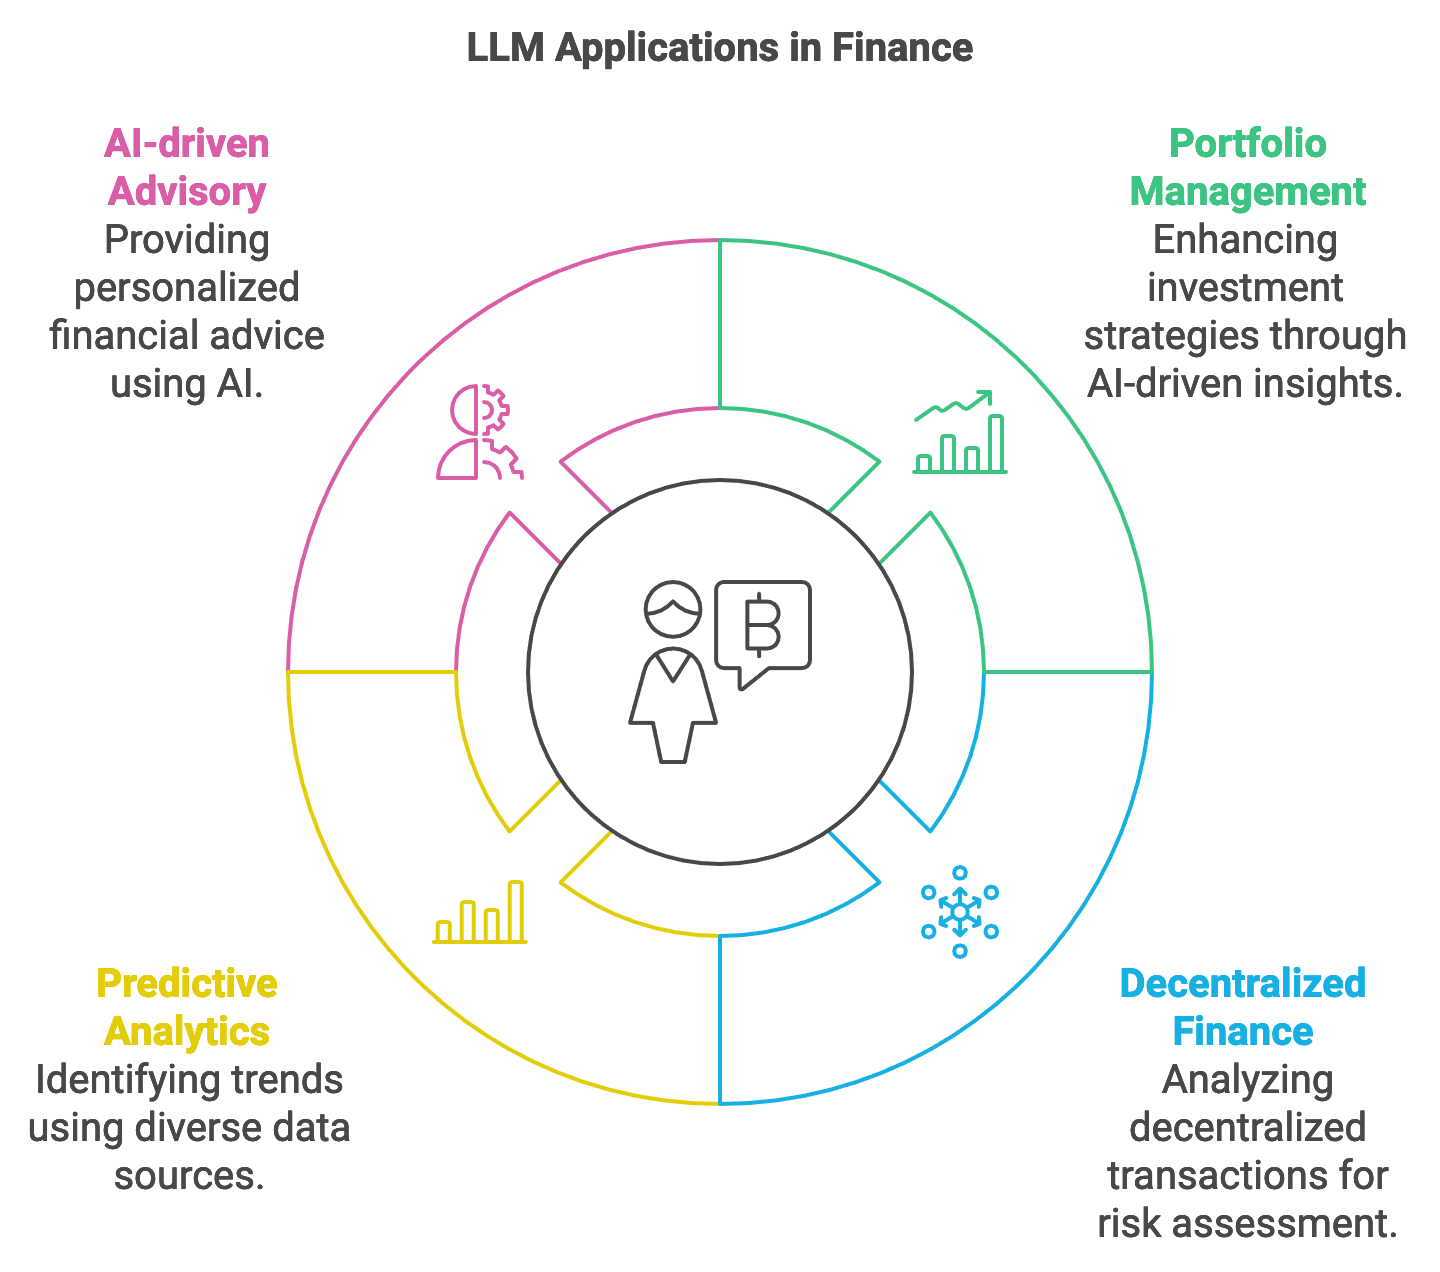 LLM Applications in Finance
AI-driven
Advisory
Providing
personalized
financial advice
using AI.
Portfolio
Management
Enhancing
investment
strategies through
AI-driven insights.
Predictive
Analytics
Identifying trends
using diverse data
sources.
Decentralized
Finance
Analyzing
decentralized
transactions for
risk assessment.